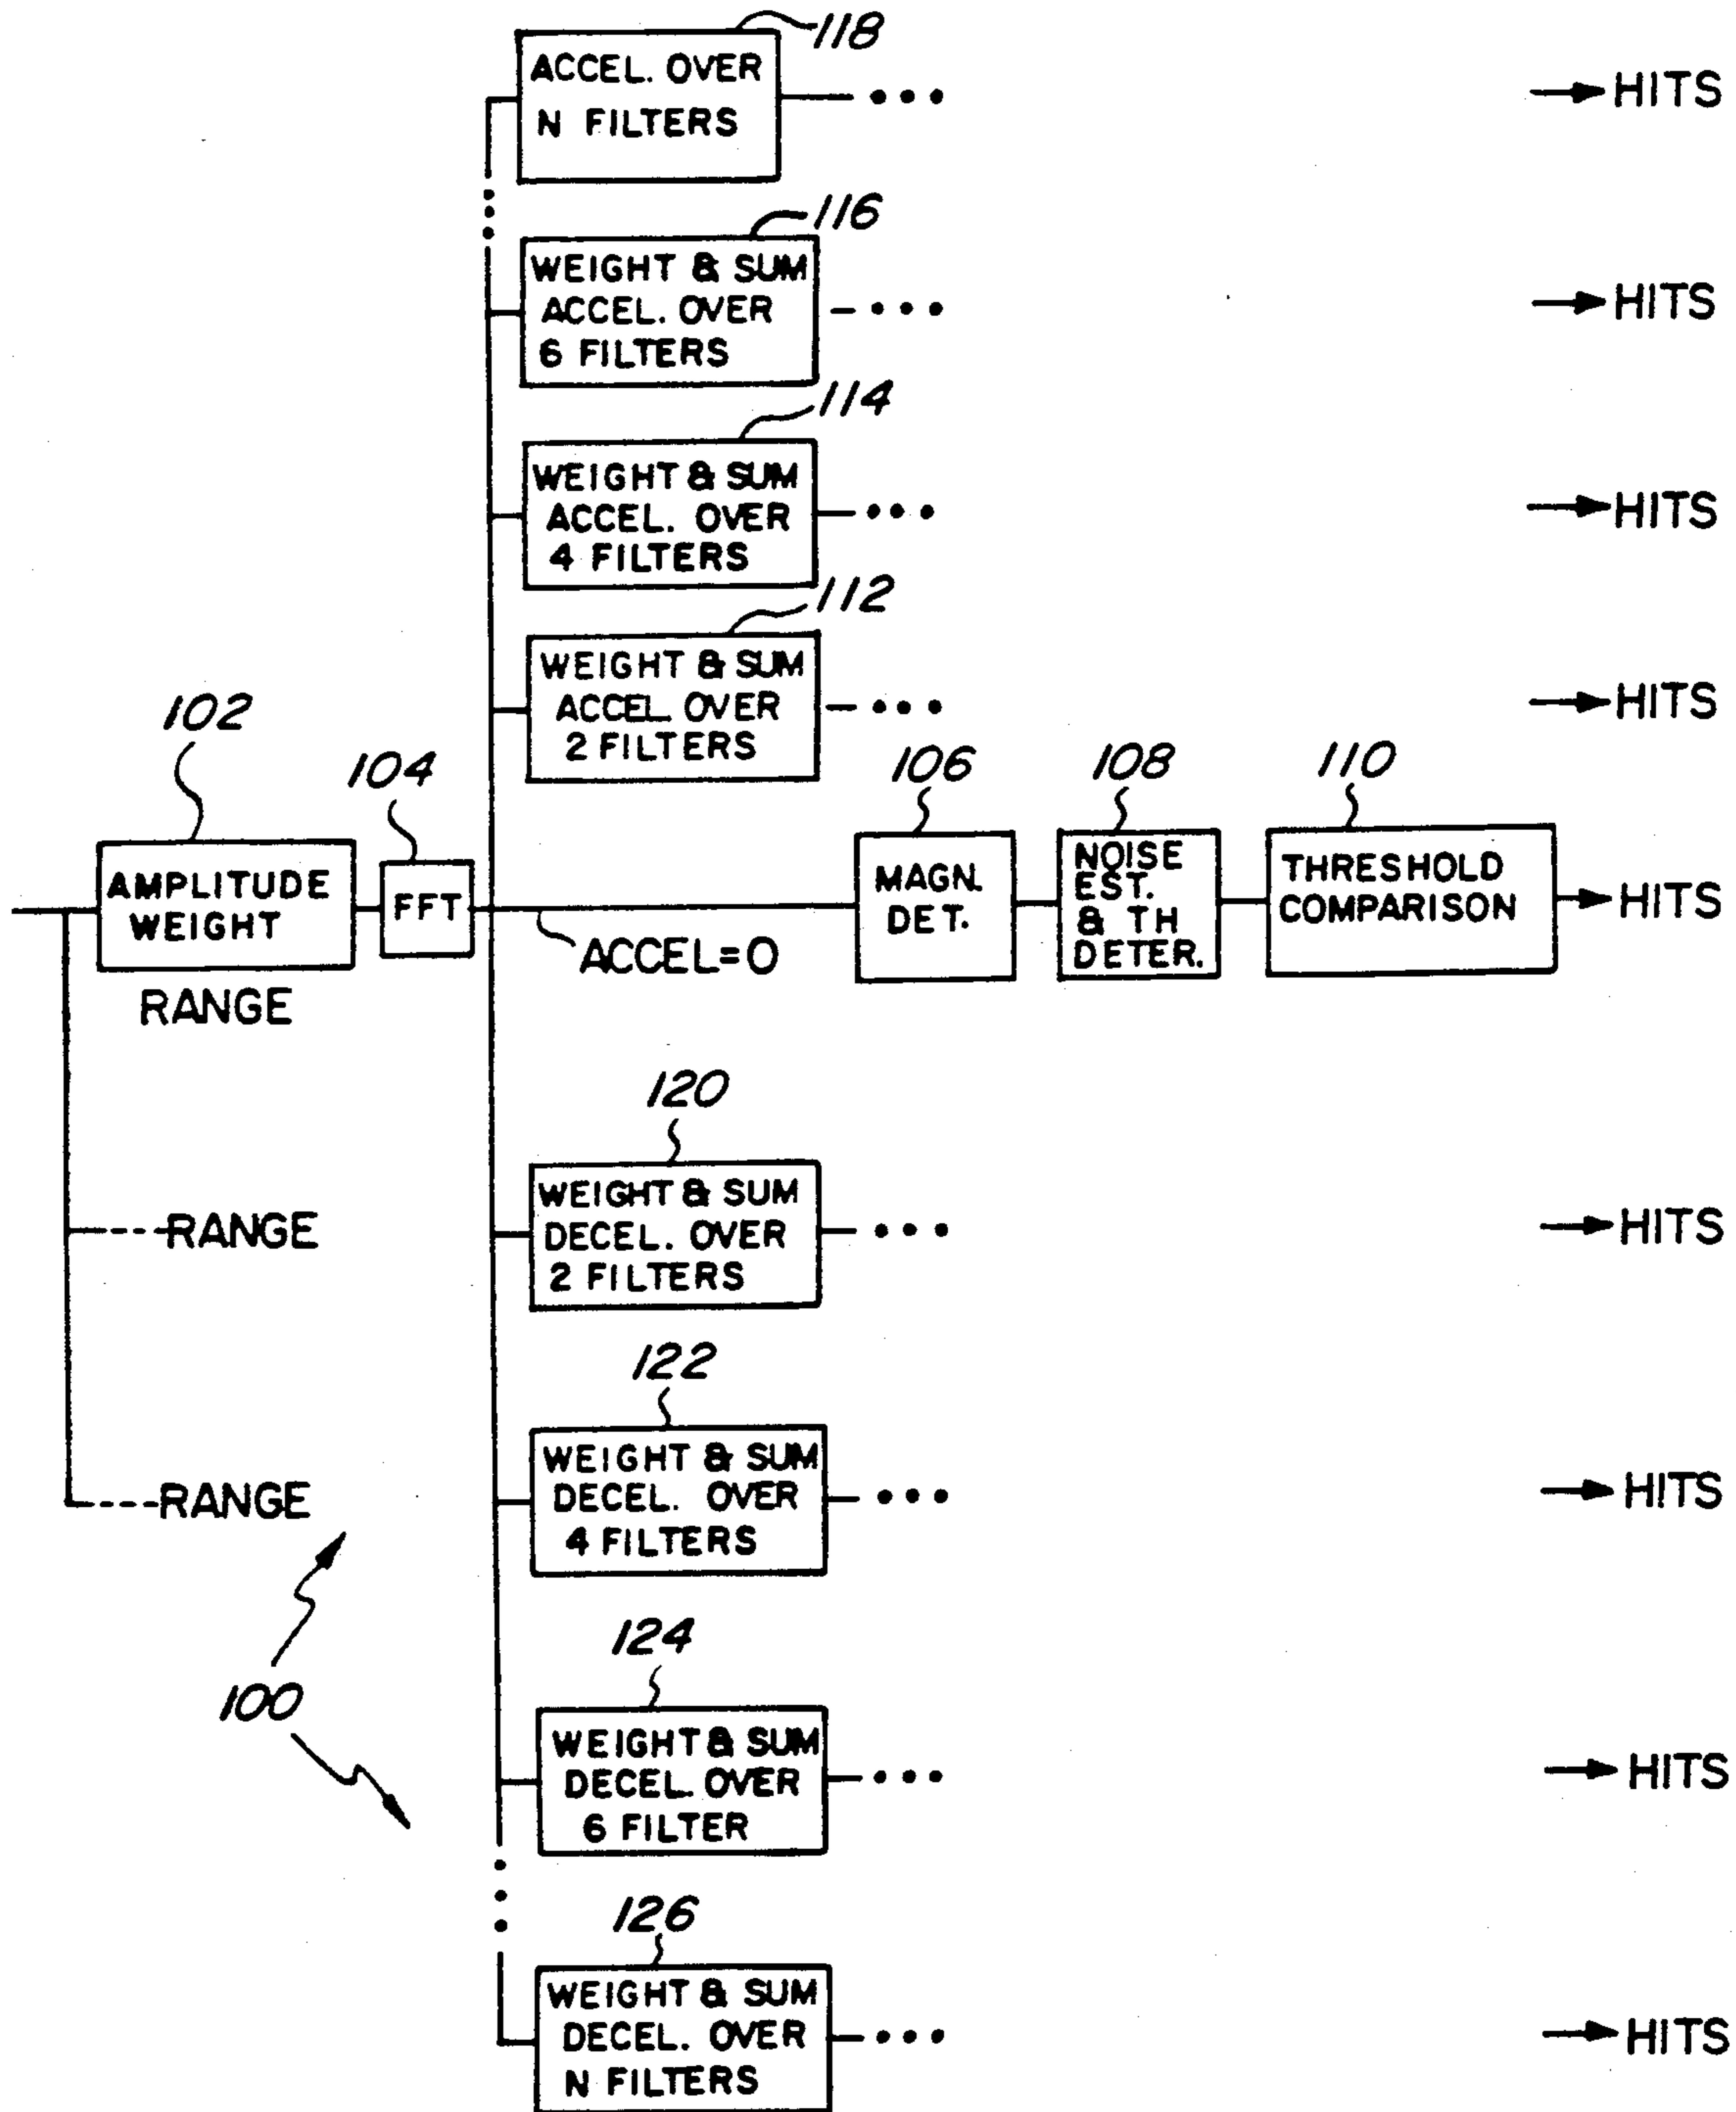 118
ACCEL. OVER
N FILTERS
••• → HITS
116
WEIGHT & SUM
ACCEL. OVER
6 FILTERS
••• → HITS
114
WEIGHT & SUM
ACCEL. OVER
4 FILTERS
••• → HITS
112
WEIGHT & SUM
ACCEL. OVER
2 FILTERS
••• → HITS
102
AMPLITUDE
WEIGHT
RANGE
104
FFT
ACCEL=0
106
MAGN.
DET.
108
NOISE
EST.
& TH
DETER.
110
THRESHOLD
COMPARISON
→ HITS
120
WEIGHT & SUM
DECEL. OVER
2 FILTERS
••• → HITS
RANGE
122
WEIGHT & SUM
DECEL. OVER
4 FILTERS
••• → HITS
RANGE
100
124
WEIGHT & SUM
DECEL. OVER
6 FILTER
••• → HITS
126
WEIGHT & SUM
DECEL. OVER
N FILTERS
••• → HITS